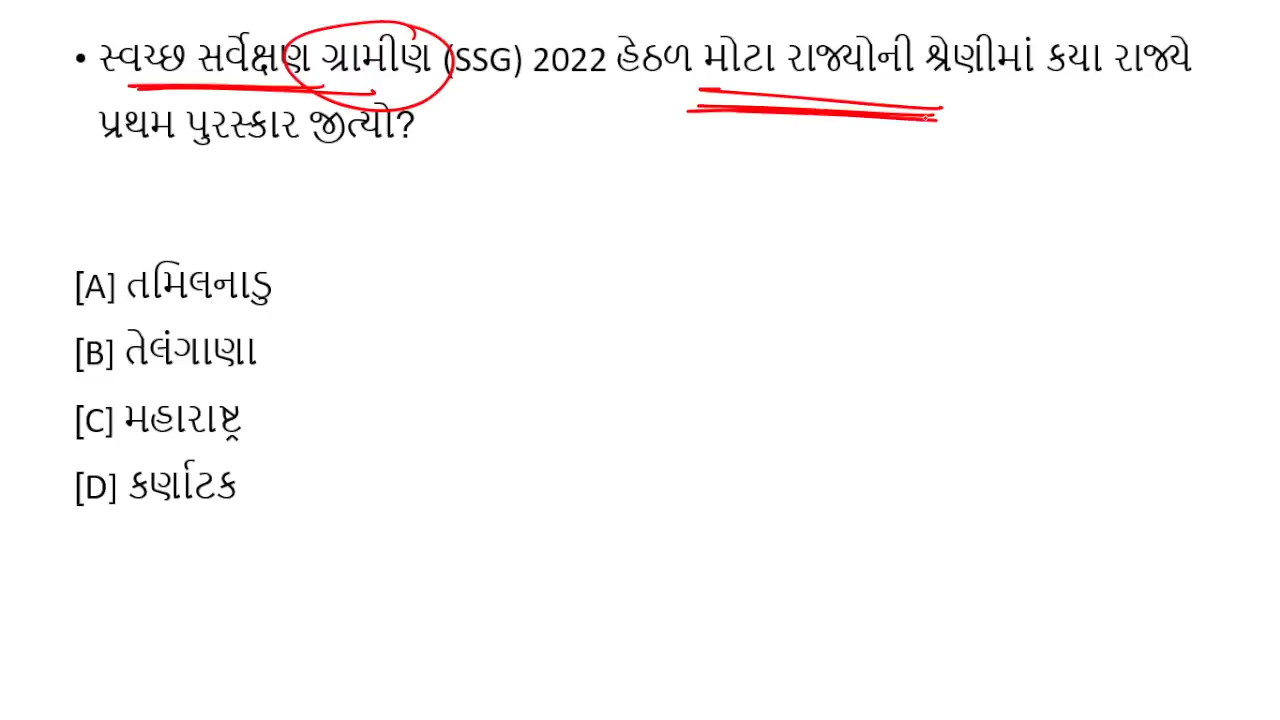 • સ્વચ્છ સર્વેક્ષણ ગ્રામીણ (SSG) 2022 હેઠળ મોટા રાજ્યોની શ્રેણીમાં કયા રાજ્યે
પ્રથમ પુરસ્કાર જીત્યો?
[A] તમિલનાડુ
[B] તેલંગાણા
[C] મહારાષ્ટ્ર
[D] કર્ણાટક